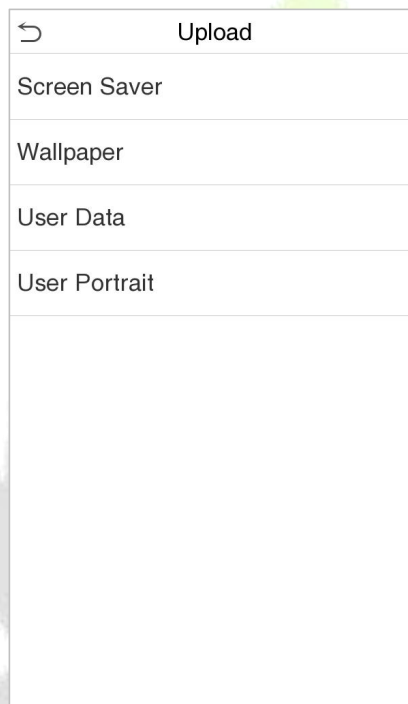 Upload
Screen Saver
Wallpaper
User Data
User Portrait